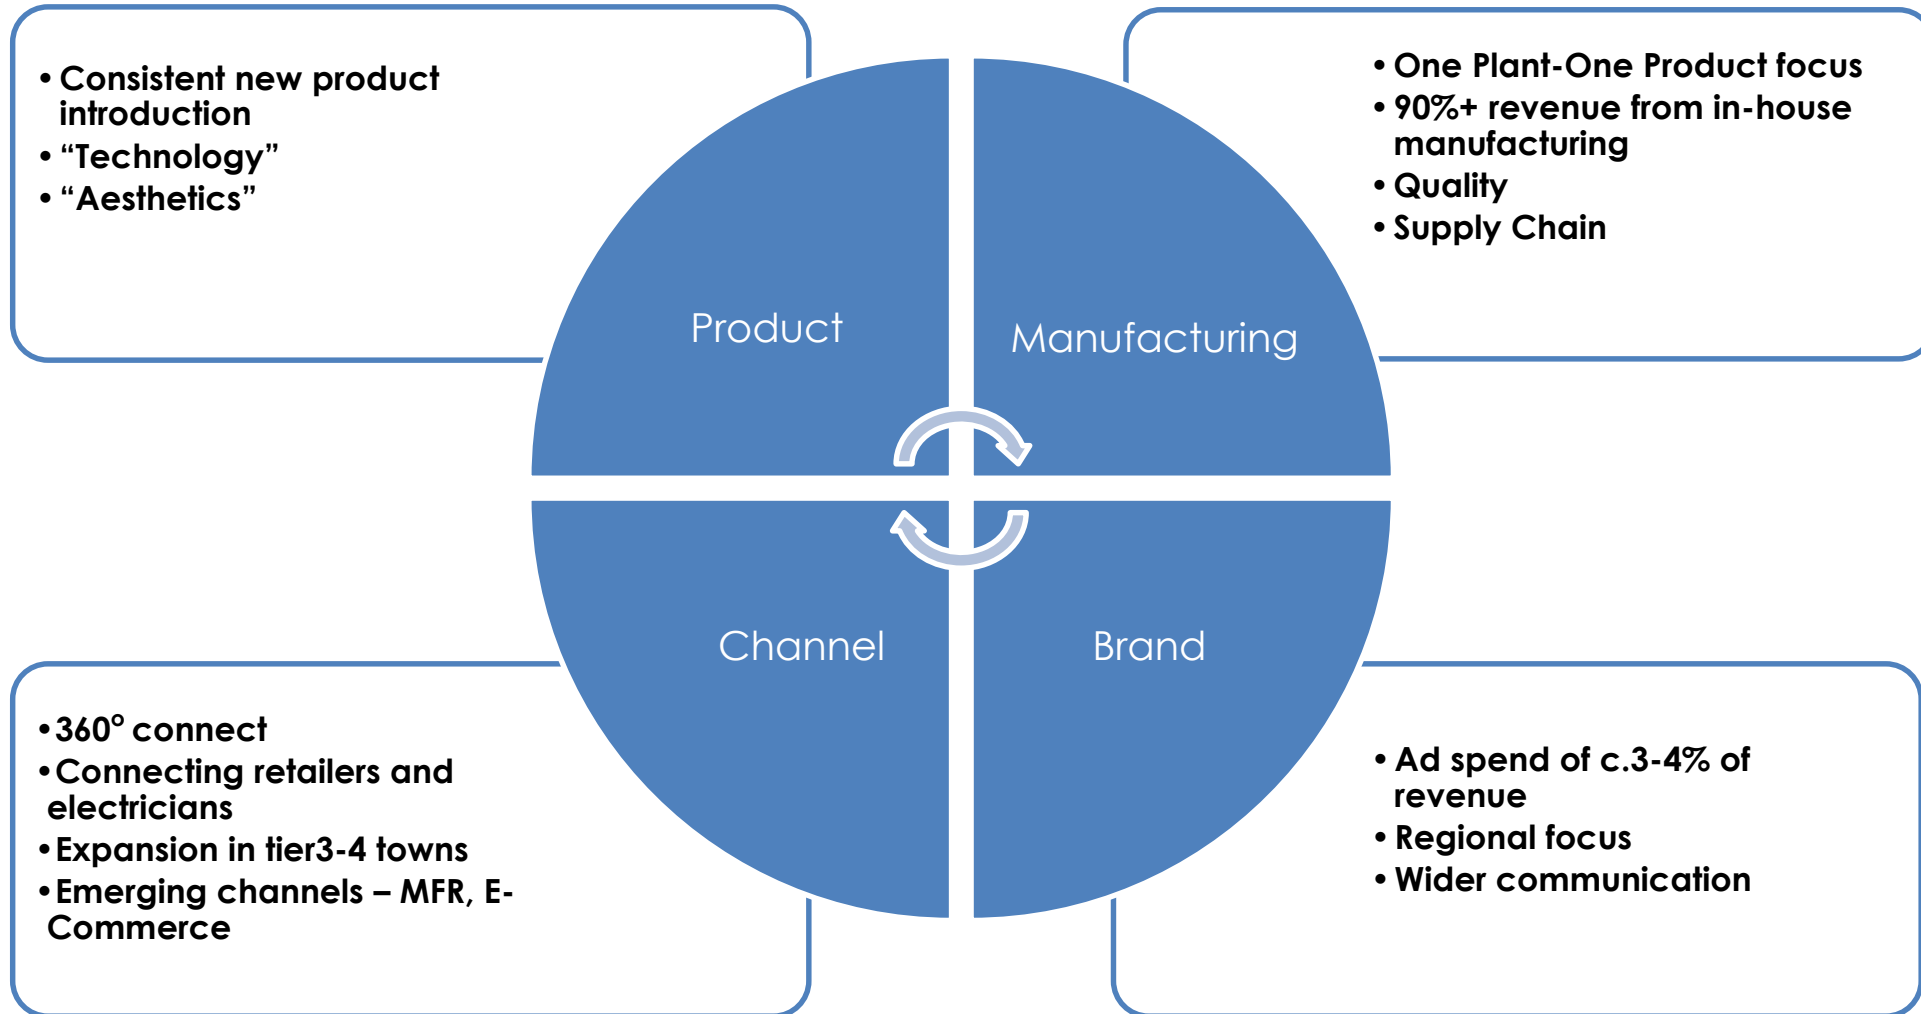 • Consistent new product
introduction
• “Technology”
• “Aesthetics”
• One Plant-One Product focus
• 90%+ revenue from in-house
manufacturing
• Quality
• Supply Chain
Product
Manufacturing
Channel
Brand
• 360° connect
• Connecting retailers and
electricians
• Expansion in tier3-4 towns
• Emerging channels – MFR, E-
Commerce
• Ad spend of c.3-4% of
revenue
• Regional focus
• Wider communication